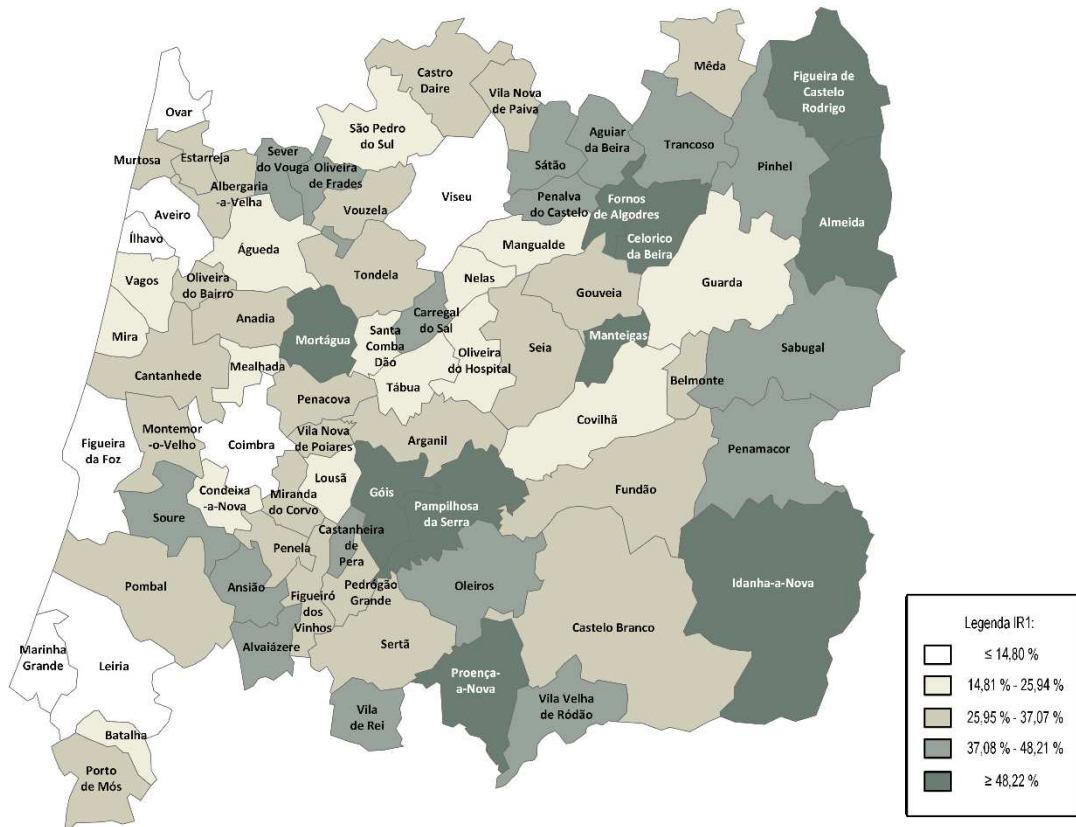 Castro
Daire
Mêda
Figueira de
Castelo
Rodrigo
Vila Nova
de Paiva
Ovar
São Pedro
do Sul
Aguiar
da Beira
Trancoso
Murtosa
Estarreja
Sever
do Vouga
Oliveira
de Frades
Sátão
Pinhel
Albergaria
-a-Velha
Viseu
Penalva
do Castelo
Fornos
de Algodres
Vouzela
Aveiro
Almeida
Ílhavo
Águeda
Mangualde
Celorico
da Beira
Tondela
Nelas
Guarda
Vagos
Oliveira
do Bairro
Gouveia
Anadia
Carregal
do Sal
Mira
Mortágua
Santa
Comba
Dão
Oliveira
do Hospital
Seia
Manteigas
Sabugal
Mealhada
Cantanhede
Tábua
Belmonte
Penacova
Covilhã
Montemor
-o-Velho
Coimbra
Vila Nova
de Poiares
Arganil
Figueira
da Foz
Penamacor
Lousã
Condeixa
-a-Nova
Miranda
do Corvo
Góis
Pampilhosa
da Serra
Fundão
Soure
Castanheira
de
Pera
Penela
Pombal
Ansião
Figueiró
dos
Vinhos
Pedrógão
Grande
Oleiros
Idanha-a-Nova
Castelo Branco
Alvaiázere
Sertã
Marinha
Grande
Leiria
Proença-
a-Nova
Vila
de Rei
Vila Velha
de Ródão
Batalha
Porto
de Mós
Legenda IR1:
≤ 14,80 %
14,81 % - 25,94 %
25,95 % - 37,07 %
37,08 % - 48,21 %
≥ 48,22 %